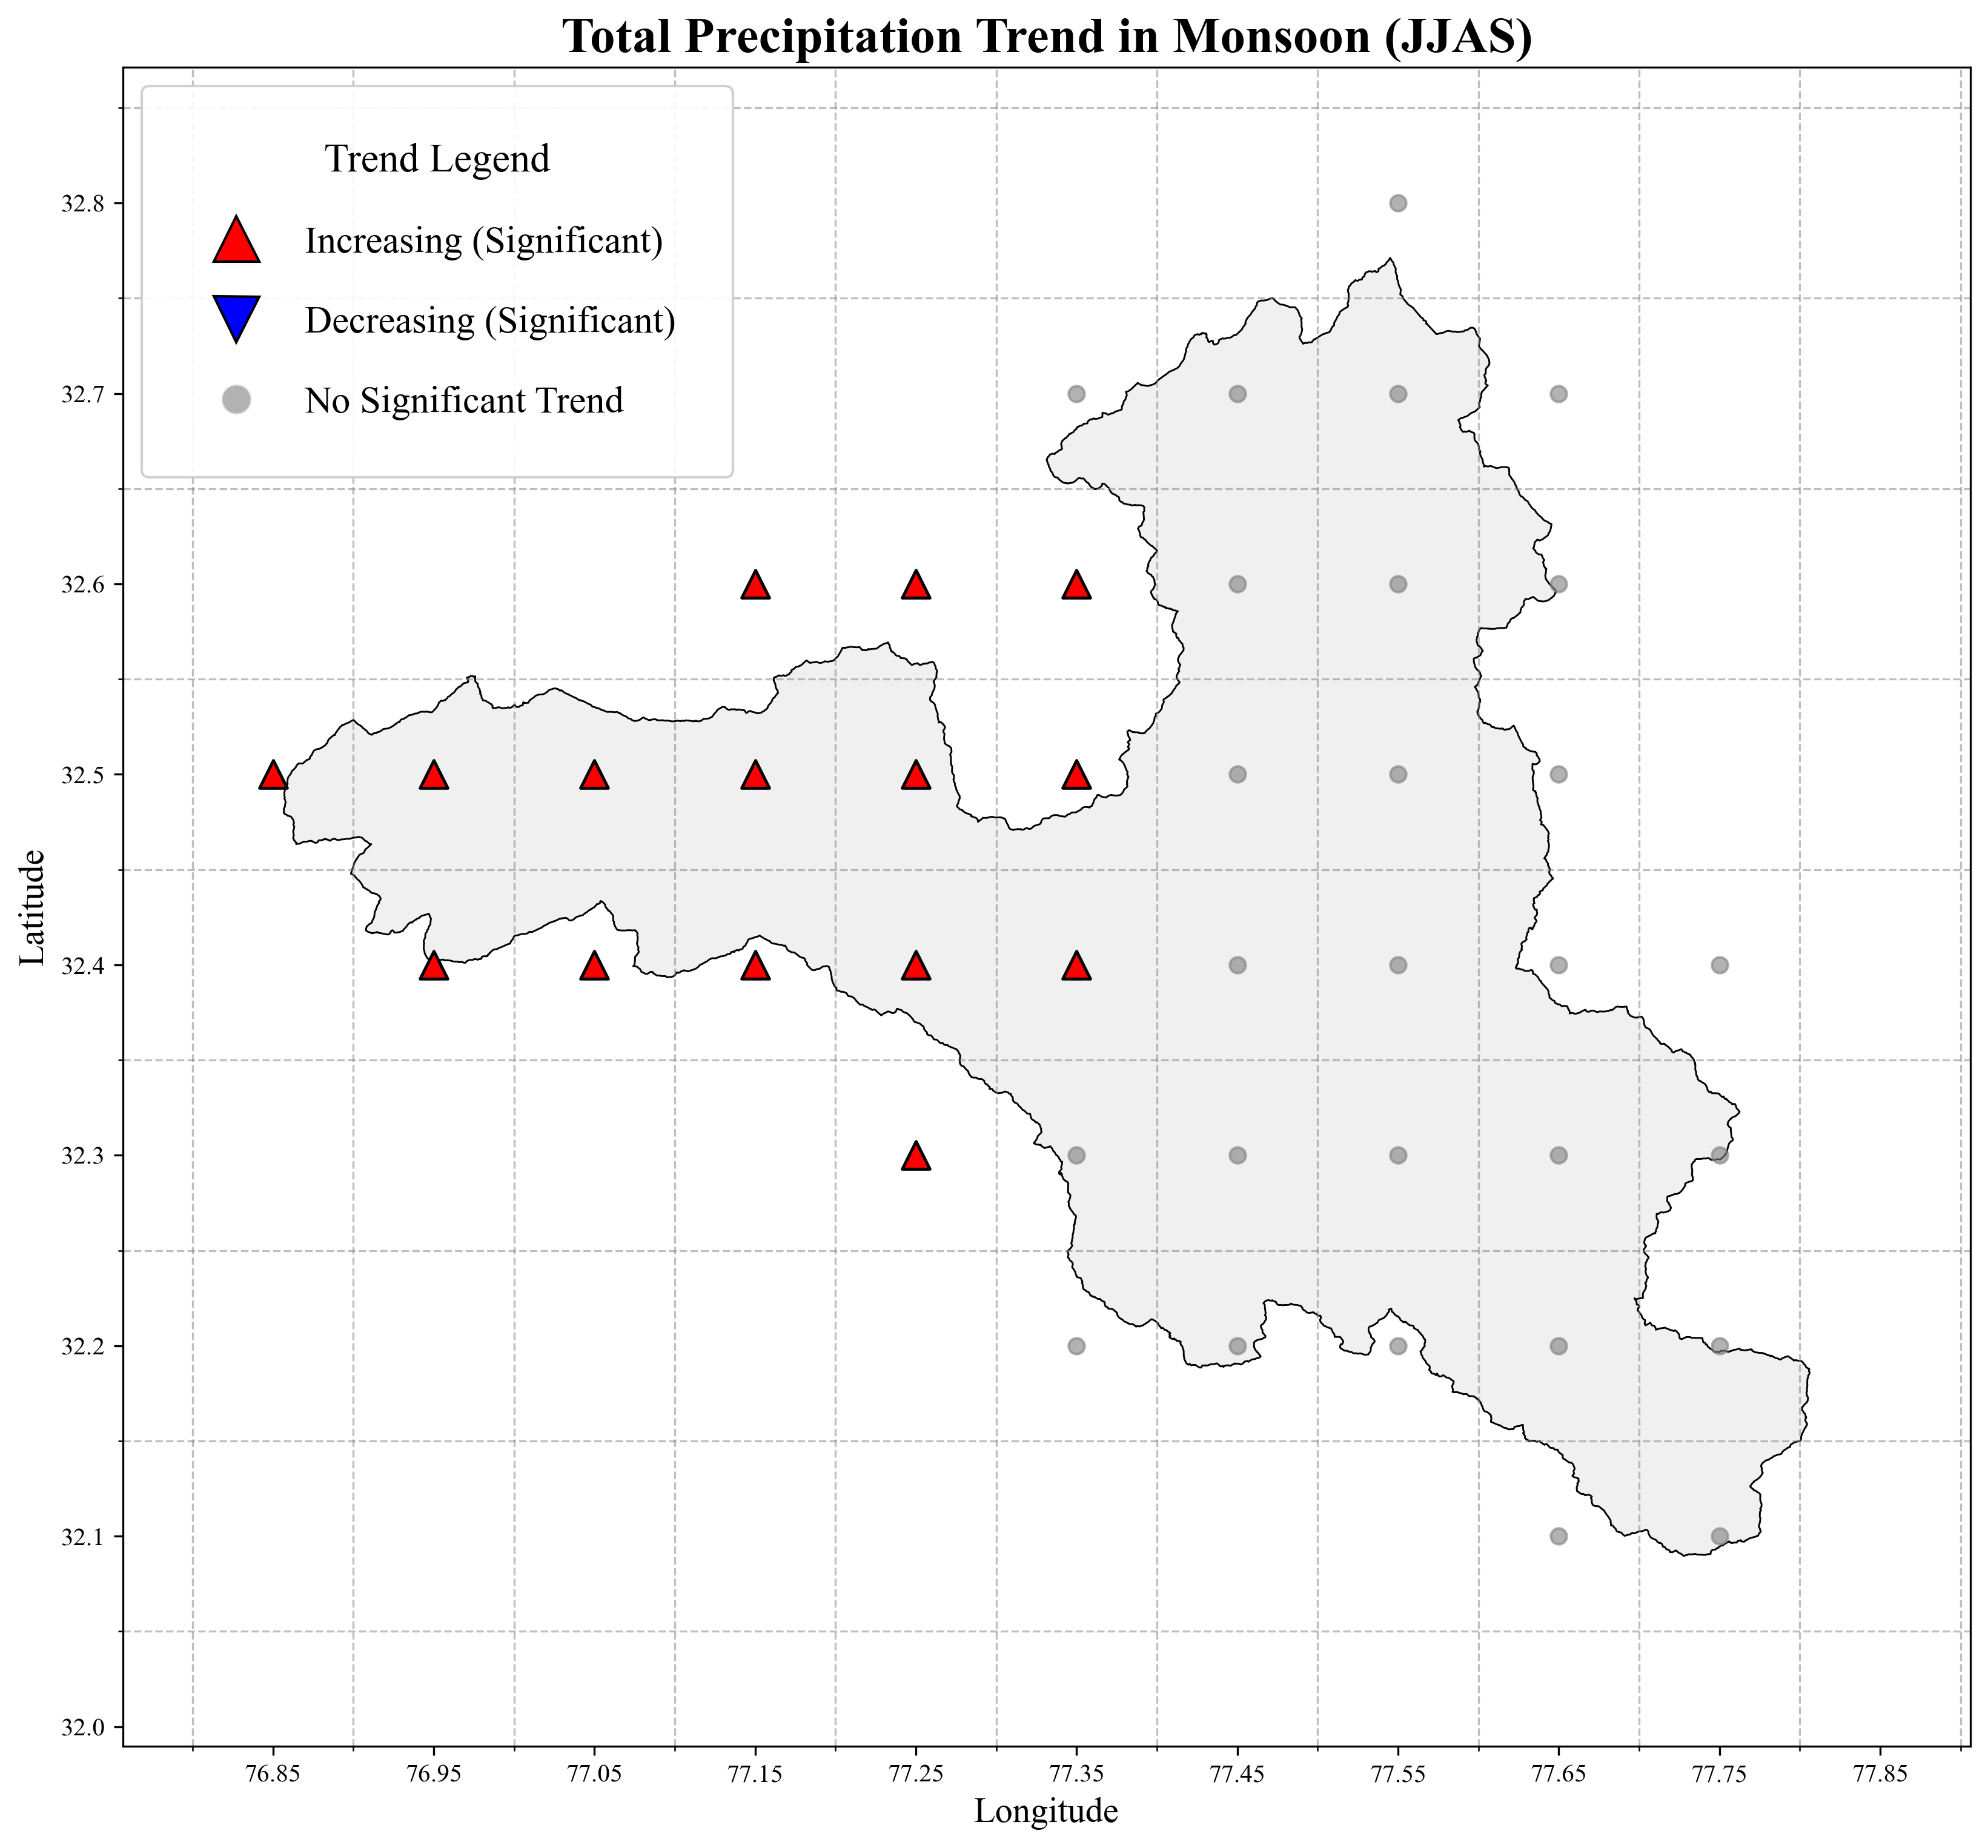 Total Precipitation Trend in Monsoon (JJAS)
Trend Legend
Increasing (Significant)
Decreasing (Significant)
No Significant Trend
Latitude
32.8
32.7
32.6
32.5
32.4
32.3
32.2
32.1
32.0
76.85 76.95 77.05 77.15 77.25 77.35 77.45 77.55 77.65 77.75 77.85
Longitude